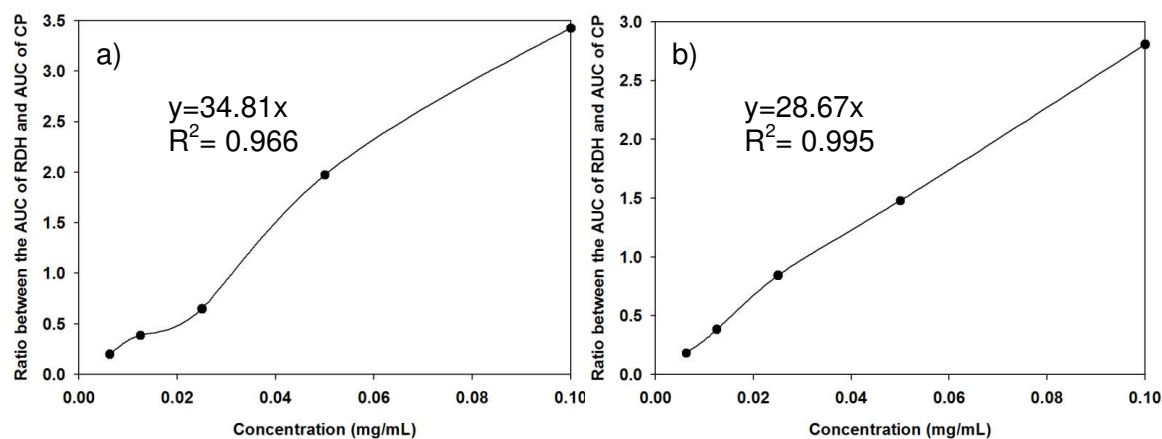 a)
y=34.81x
R²= 0.966
Ratio between the AUC of RDH and AUC of CP
3.5
3.0
2.5
2.0
1.5
1.0
0.5
0.0
0.00 0.02 0.04 0.06 0.08 0.10
Concentration (mg/mL)
b)
y=28.67x
R²= 0.995
Ratio between the AUC of RDH and AUC of CP
3.0
2.5
2.0
1.5
1.0
0.5
0.0
0.00 0.02 0.04 0.06 0.08 0.10
Concentration (mg/mL)